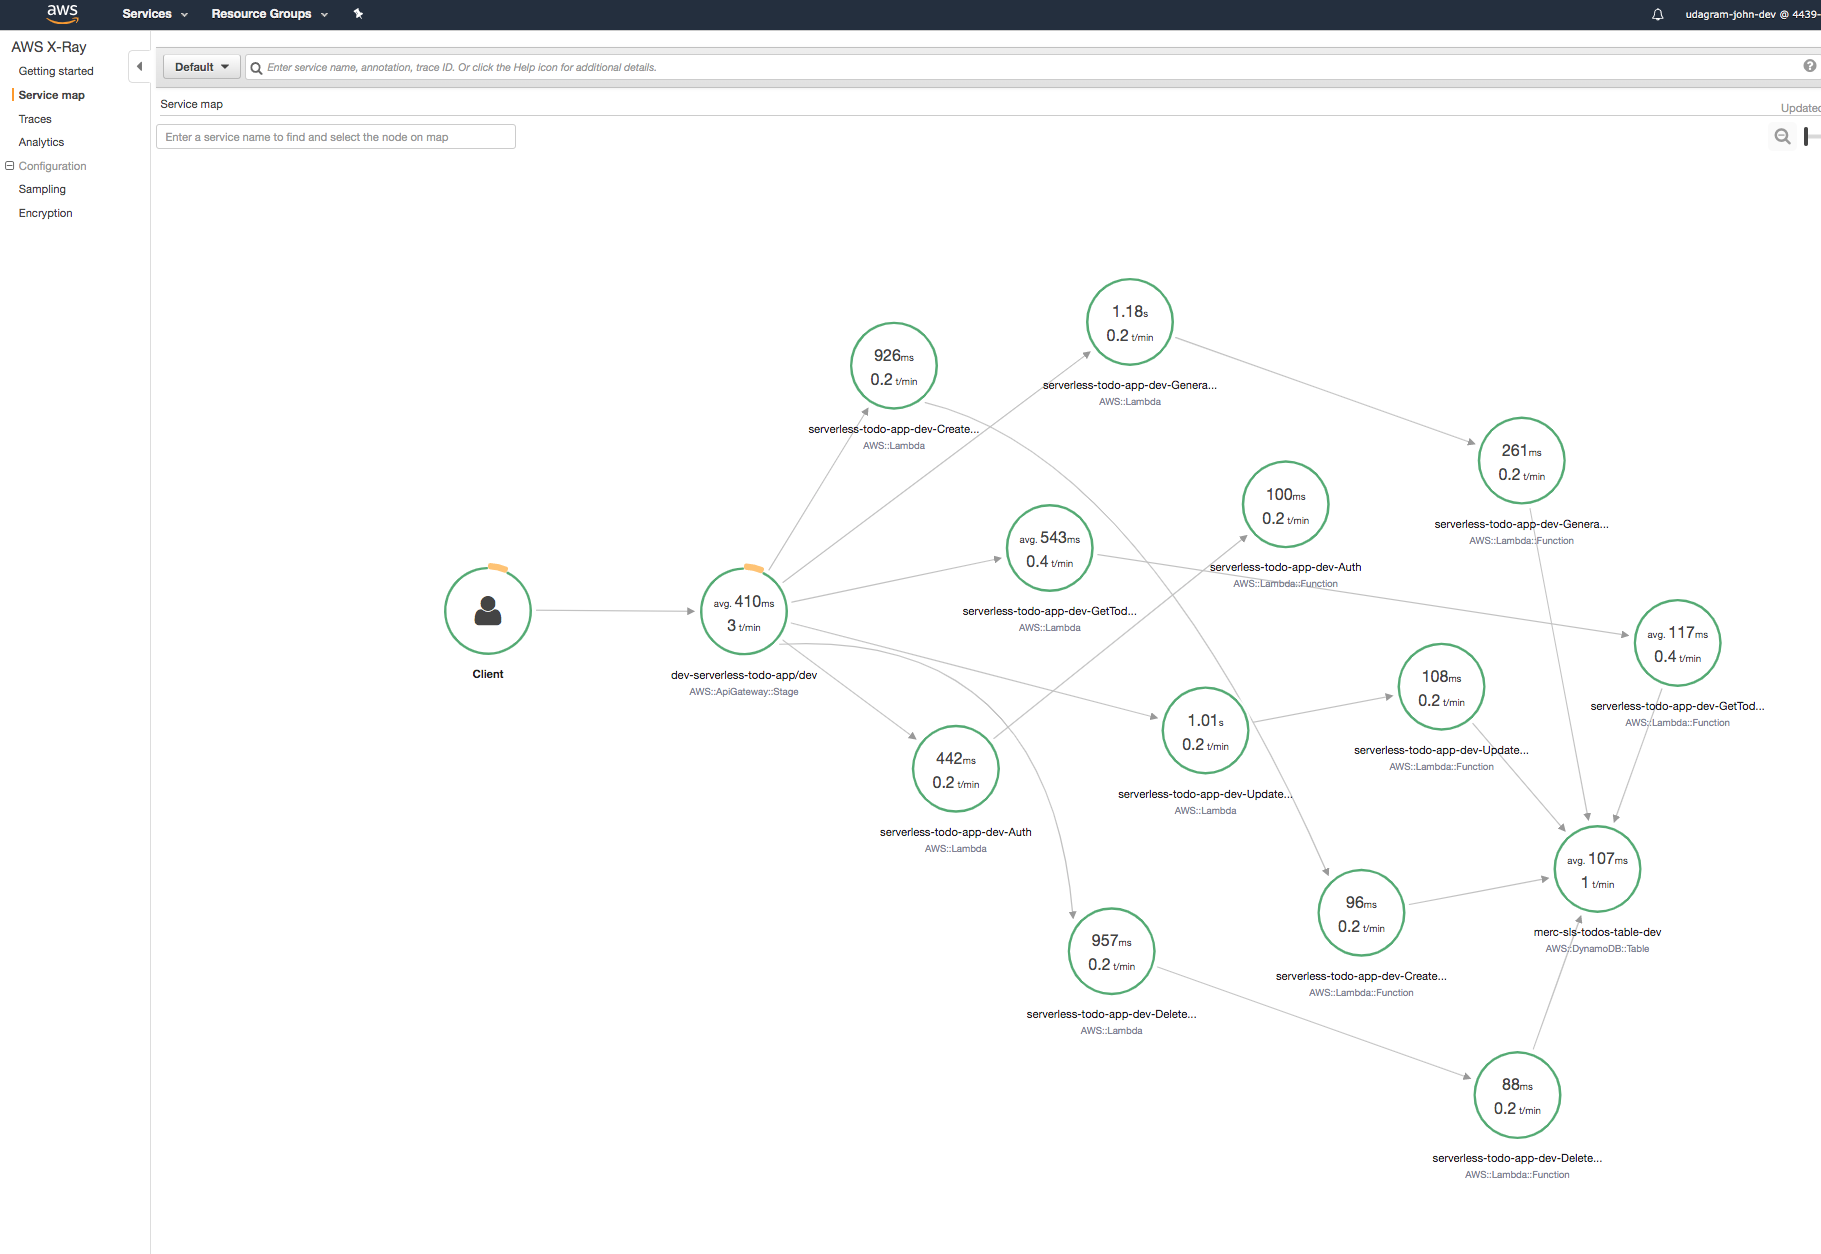 aws
Services
Resource Groups
udagram-john-dev @ 4439-
AWS X-Ray
Getting started
Service map
Traces
Analytics
Configuration
Sampling
Encryption
Default
Enter service name, annotation, trace ID. Or click the Help icon for additional details.
Service map
Updated
Enter a service name to find and select the node on map
1.18s
0.2 t/min
serverless-todo-app-dev-Genera...
AWS::Lambda
926ms
0.2 t/min
serverless-todo-app-dev-Create...
AWS::Lambda
261ms
0.2 t/min
serverless-todo-app-dev-Genera...
AWS::Lambda::Function
100ms
0.2 t/min
serverless-todo-app-dev-Auth
AWS::Lambda::Function
avg. 543ms
0.4 t/min
serverless-todo-app-dev-GetTod...
AWS::Lambda
Client
avg. 410ms
3 t/min
dev-serverless-todo-app/dev
AWS::ApiGateway::Stage
avg. 117ms
0.4 t/min
serverless-todo-app-dev-GetTod...
AWS::Lambda::Function
108ms
0.2 t/min
serverless-todo-app-dev-Update...
AWS::Lambda::Function
1.01s
0.2 t/min
serverless-todo-app-dev-Update...
AWS::Lambda
442ms
0.2 t/min
serverless-todo-app-dev-Auth
AWS::Lambda
avg. 107ms
1 t/min
merc-sls-todos-table-dev
AWS::DynamoDB::Table
96ms
0.2 t/min
serverless-todo-app-dev-Create...
AWS::Lambda::Function
957ms
0.2 t/min
serverless-todo-app-dev-Delete...
AWS::Lambda
88ms
0.2 t/min
serverless-todo-app-dev-Delete...
AWS::Lambda::Function